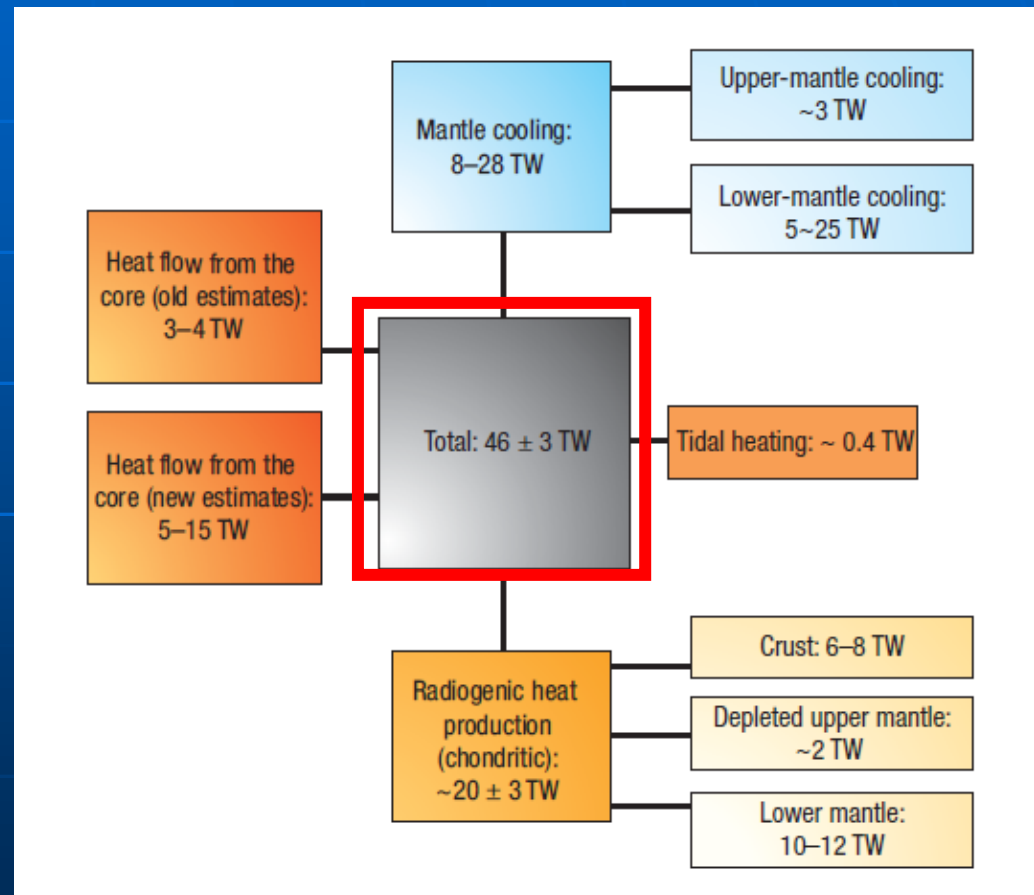 Mantle cooling:
8–28 TW
Upper-mantle cooling:
~3 TW
Lower-mantle cooling:
5~25 TW
Heat flow from the
core (old estimates):
3–4 TW
Heat flow from the
core (new estimates):
5–15 TW
Total: 46 ± 3 TW
Tidal heating: ~ 0.4 TW
Radiogenic heat
production
(chondritic):
~20 ± 3 TW
Crust: 6–8 TW
Depleted upper mantle:
~2 TW
Lower mantle:
10–12 TW